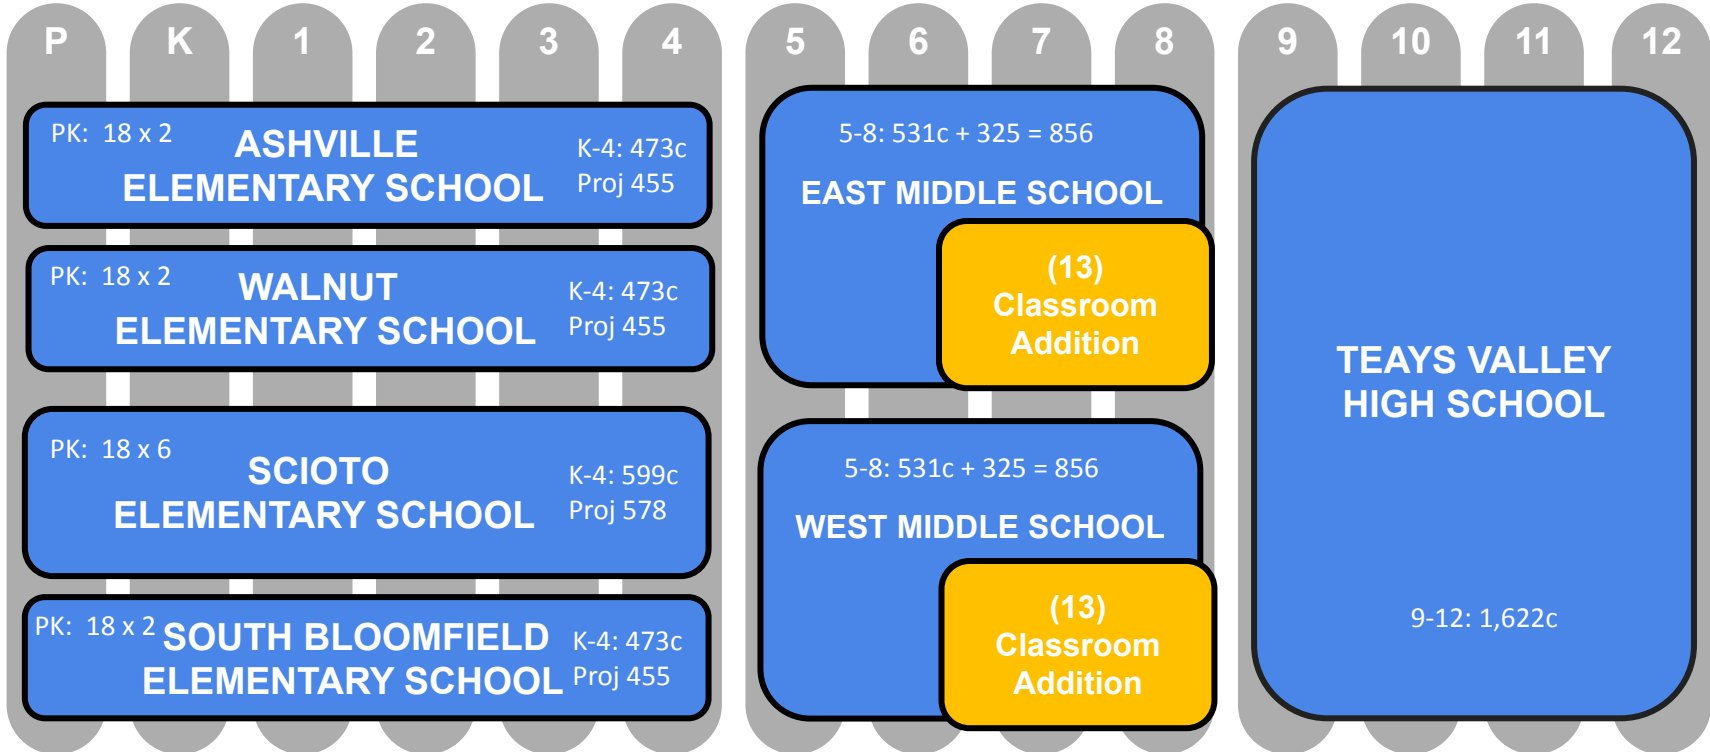 P K 1 2 3 4 5 6 7 8 9 10 11 12
PK: 18 x 2
ASHVILLE
ELEMENTARY SCHOOL
K-4: 473c
Proj 455
PK: 18 x 2
WALNUT
ELEMENTARY SCHOOL
K-4: 473c
Proj 455
PK: 18 x 6
SCIOTO
ELEMENTARY SCHOOL
K-4: 599c
Proj 578
PK: 18 x 2
SOUTH BLOOMFIELD
ELEMENTARY SCHOOL
K-4: 473c
Proj 455
5-8: 531c + 325 = 856
EAST MIDDLE SCHOOL
(13)
Classroom
Addition
5-8: 531c + 325 = 856
WEST MIDDLE SCHOOL
(13)
Classroom
Addition
TEAYS VALLEY
HIGH SCHOOL
9-12: 1,622c